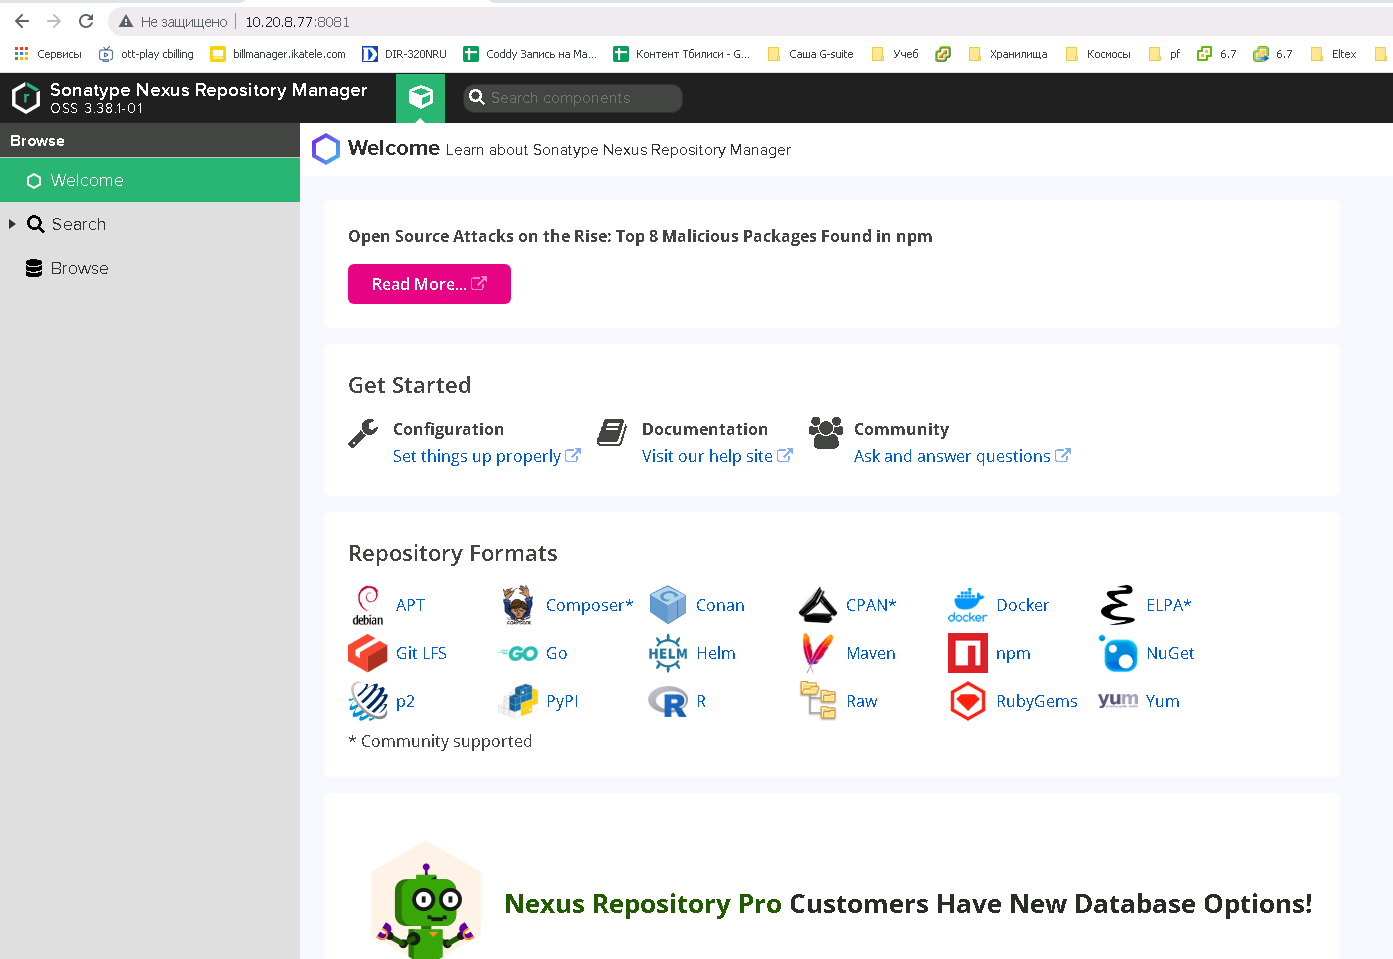 Не защищено 10.20.8.77:8081
Сервисы ott-play cbilling billmanager.ikatele.com DIR-320NRU Coddy Запись на Ма... Контент Тбилиси - G... Саша G-suite Учеб Хранилища Космосы pf 6.7 6.7 Eltex
Sonatype Nexus Repository Manager
OSS 3.38.1-01
Search components
Browse
Welcome Learn about Sonatype Nexus Repository Manager
Welcome
Search
Browse
Open Source Attacks on the Rise: Top 8 Malicious Packages Found in npm
Read More...
Get Started
Configuration Documentation Community
Set things up properly Visit our help site Ask and answer questions
Repository Formats
debian APT COMPOSER Composer* Conan CPAN* docker Docker ELPA*
Git LFS GO Go HELM Helm Maven npm NuGet
p2 PyPI R R Raw RubyGems yum Yum
* Community supported
Nexus Repository Pro Customers Have New Database Options!